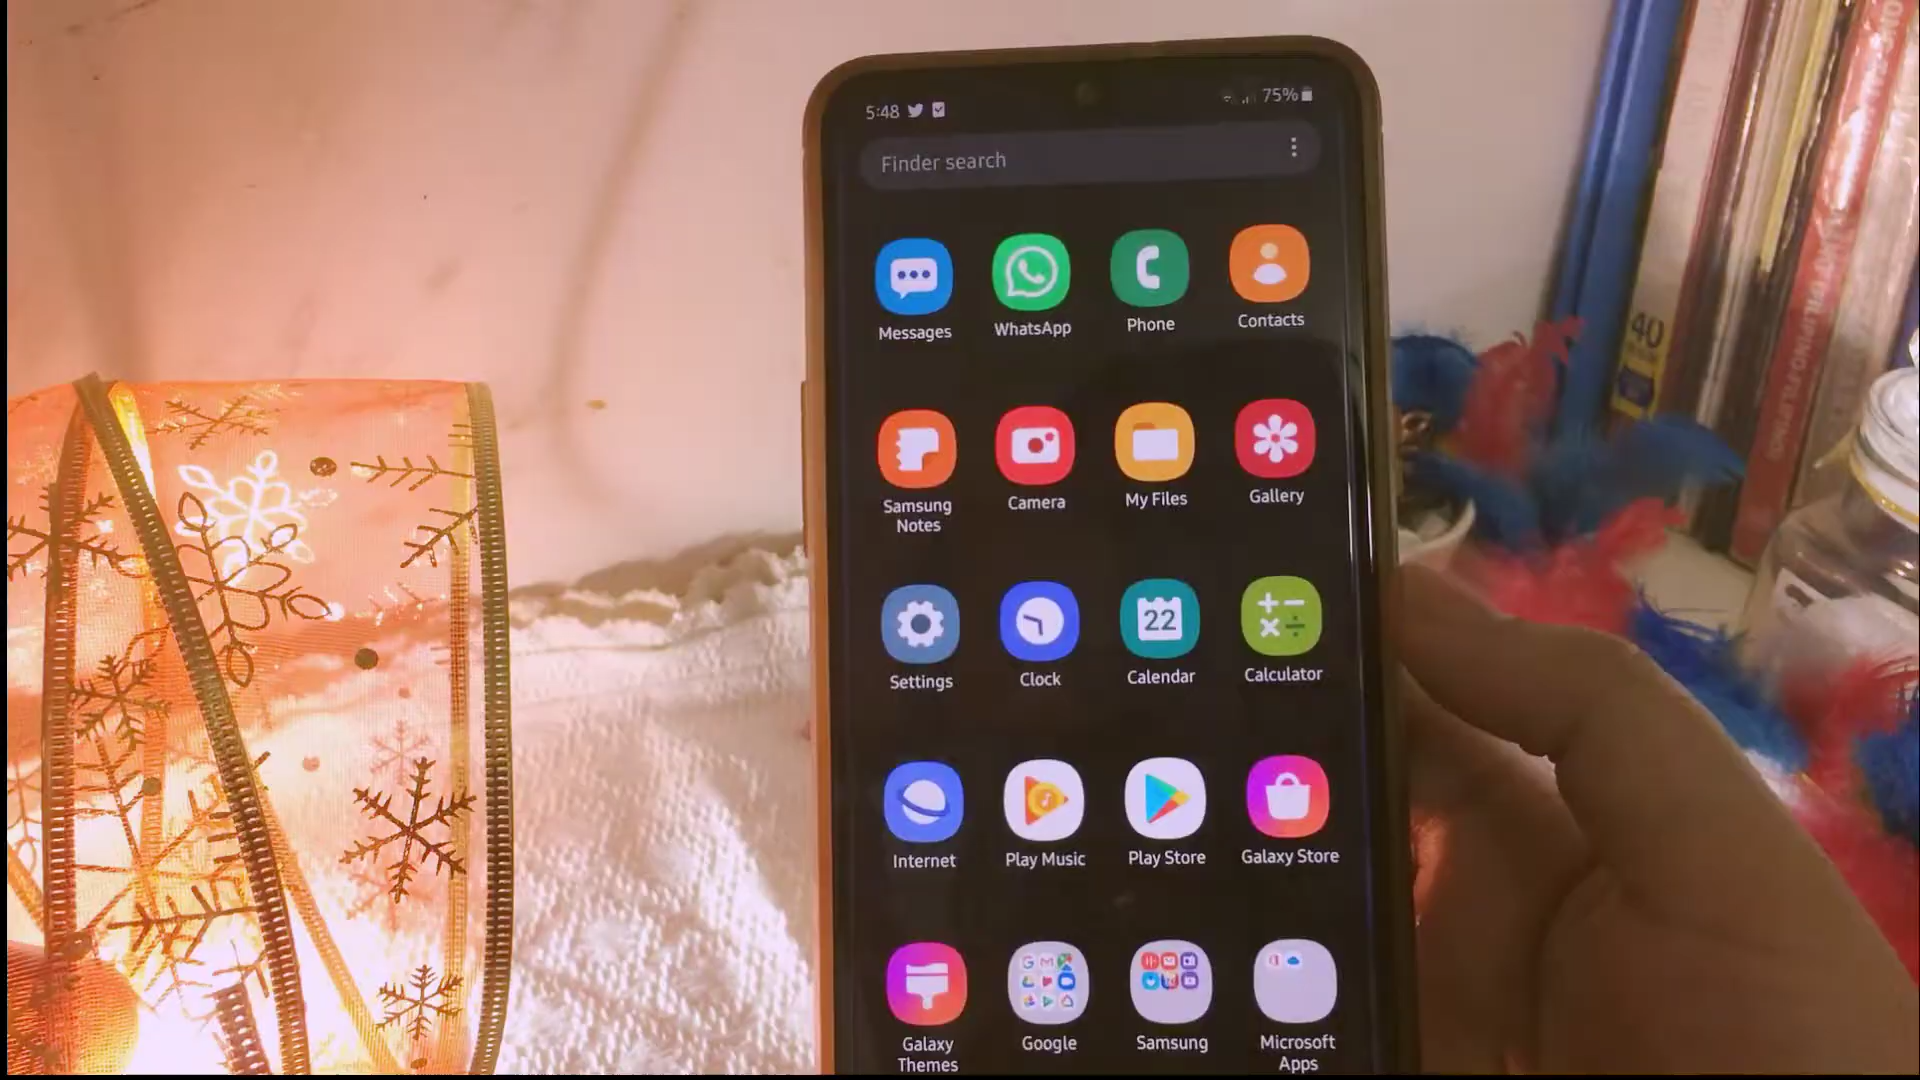 5:48 75%
Finder search
Messages WhatsApp Phone Contacts
Samsung
Notes Camera My Files Gallery
22
Settings Clock Calendar Calculator
Internet Play Music Play Store Galaxy Store
Galaxy
Themes Google Samsung Microsoft
Apps
40